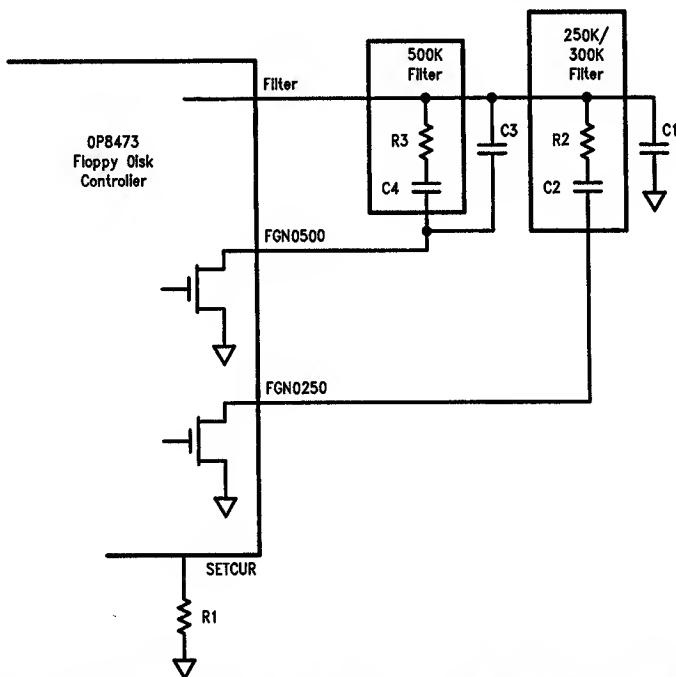 500K
Filter
250K/
300K
Filter
Filter
0P8473
Floppy 0isk
Controller
R3
C3
R2
C1
C4
C2
FGN0500
FGN0250
SETCUR
R1